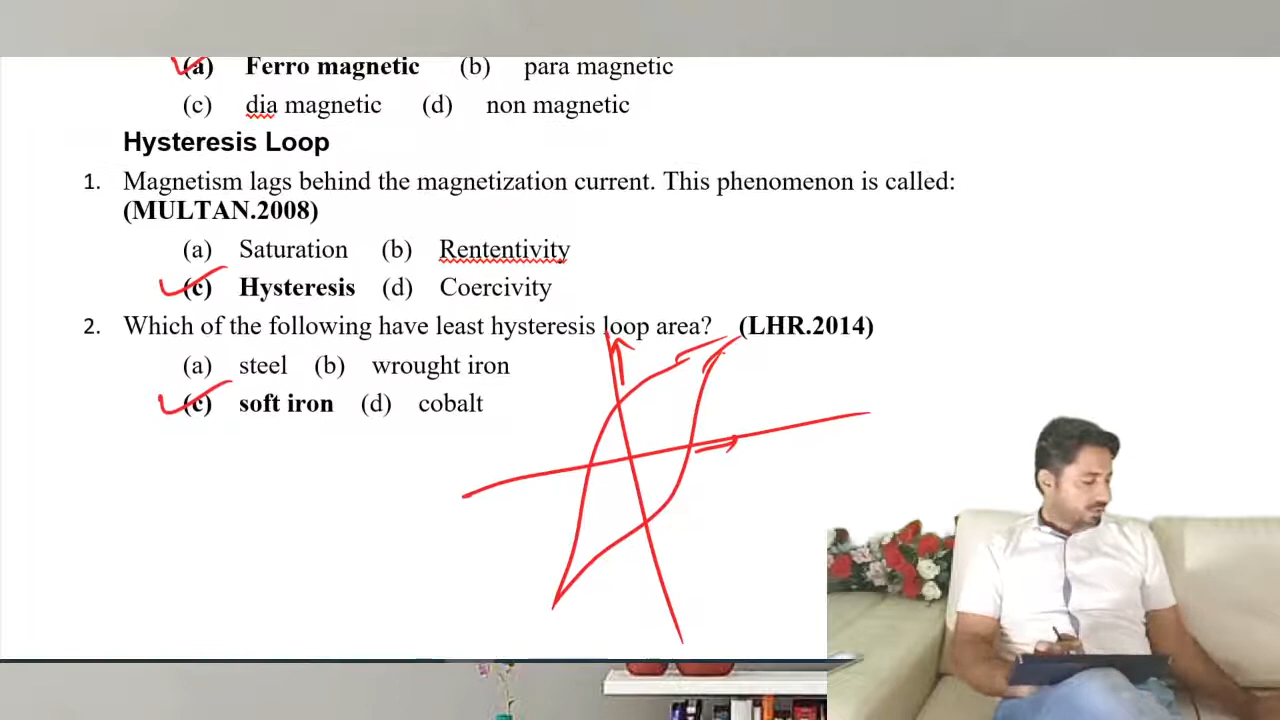 (a) Ferro magnetic (b) para magnetic
(c) dia magnetic (d) non magnetic
Hysteresis Loop
1. Magnetism lags behind the magnetization current. This phenomenon is called:
(MULTAN.2008)
(a) Saturation (b) Rententivity
(c) Hysteresis (d) Coercivity
2. Which of the following have least hysteresis loop area? (LHR.2014)
(a) steel (b) wrought iron
(c) soft iron (d) cobalt